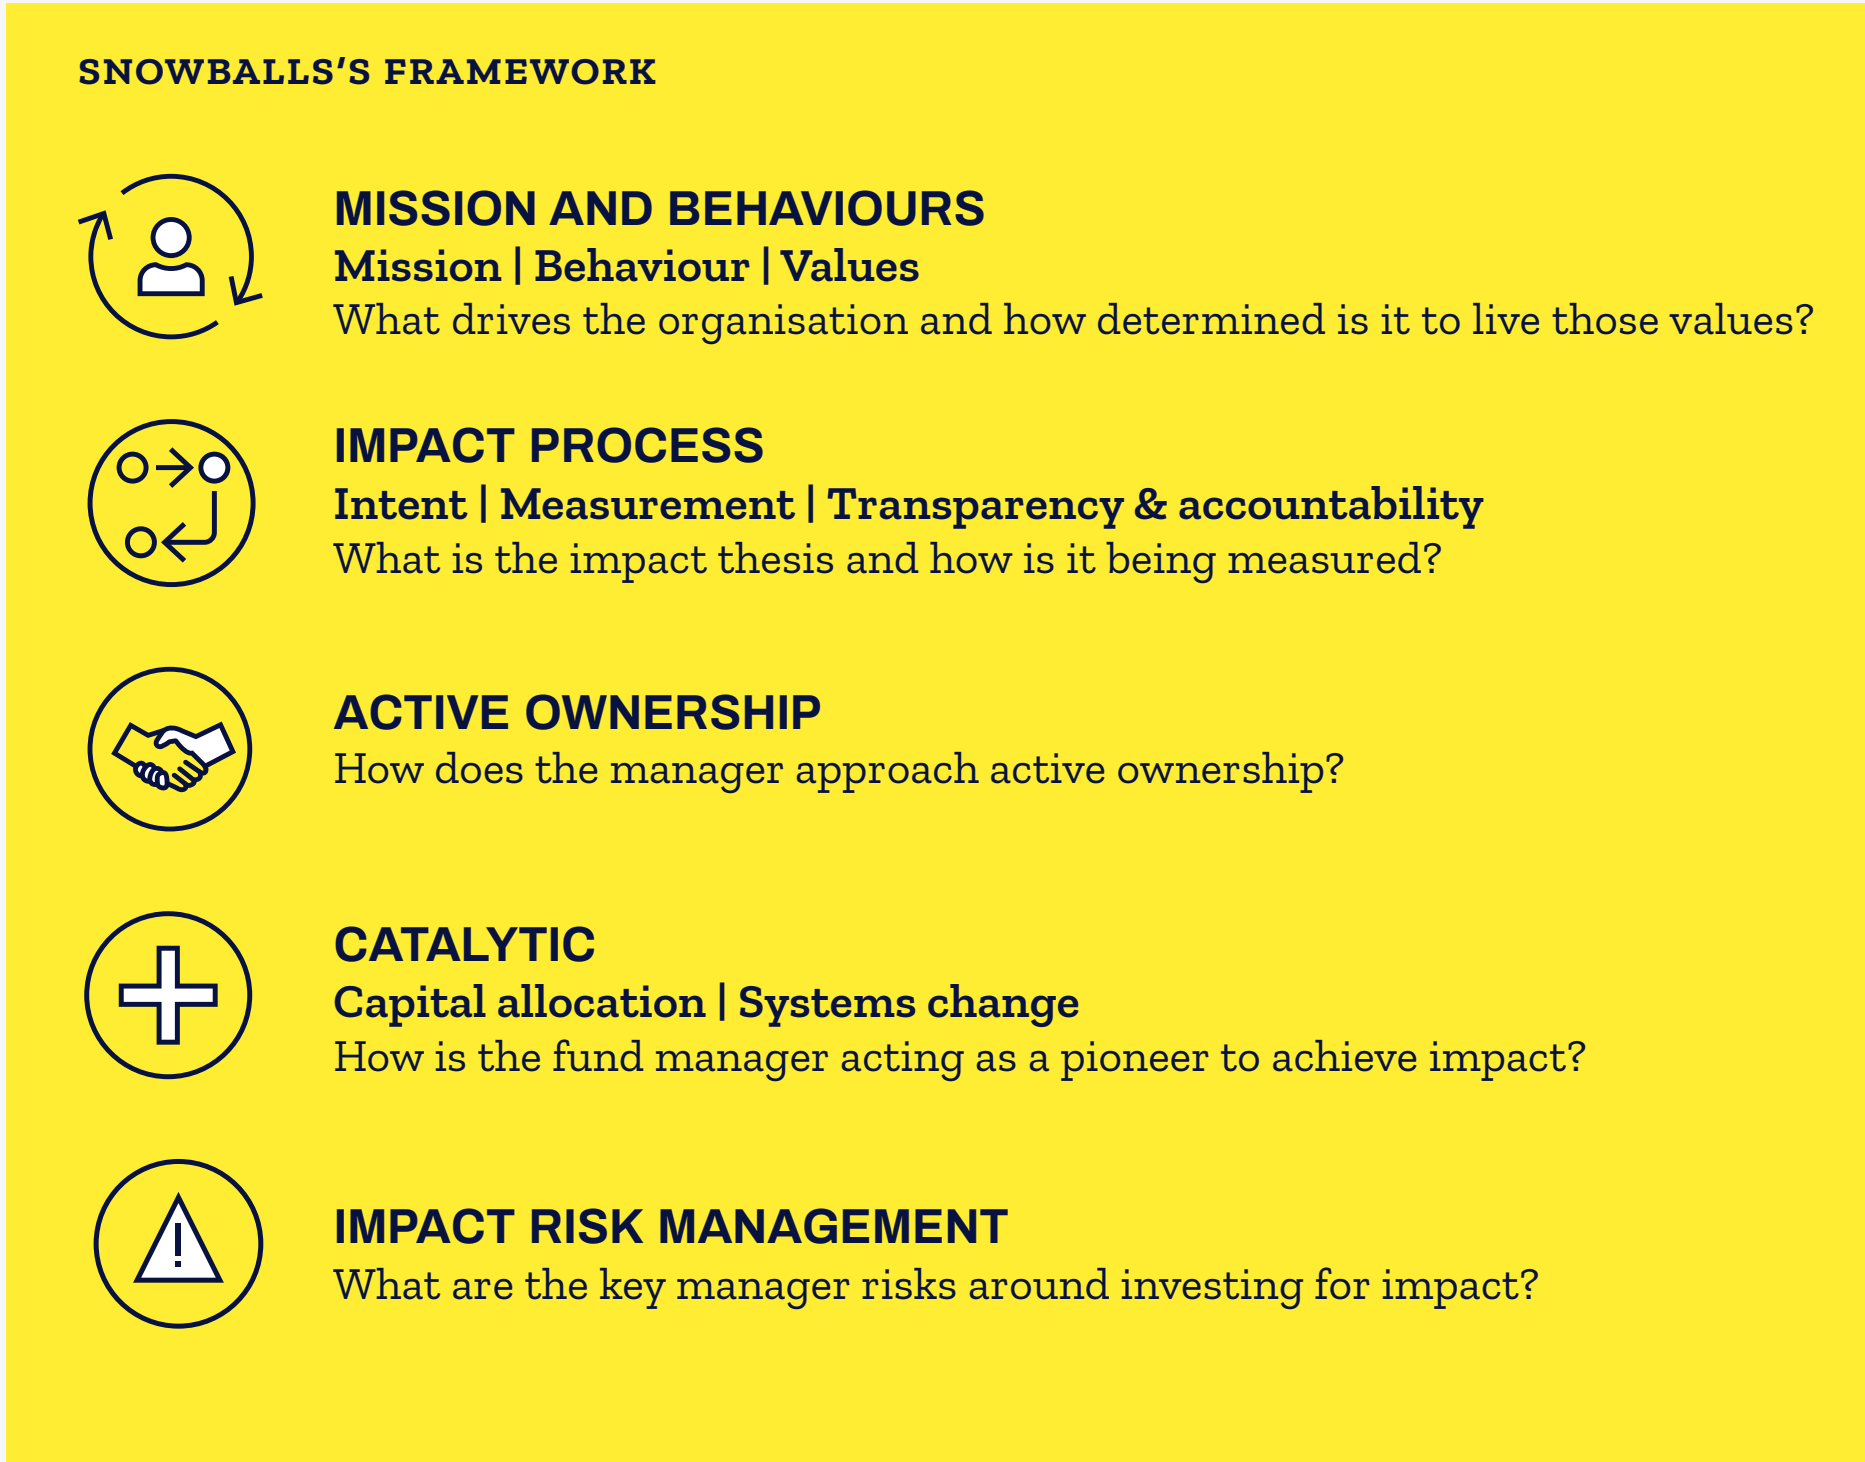 SNOWBALLS'S FRAMEWORK
MISSION AND BEHAVIOURS
Mission | Behaviour | Values
What drives the organisation and how determined is it to live those values?
IMPACT PROCESS
Intent | Measurement | Transparency & accountability
What is the impact thesis and how is it being measured?
ACTIVE OWNERSHIP
How does the manager approach active ownership?
CATALYTIC
Capital allocation | Systems change
How is the fund manager acting as a pioneer to achieve impact?
IMPACT RISK MANAGEMENT
What are the key manager risks around investing for impact?